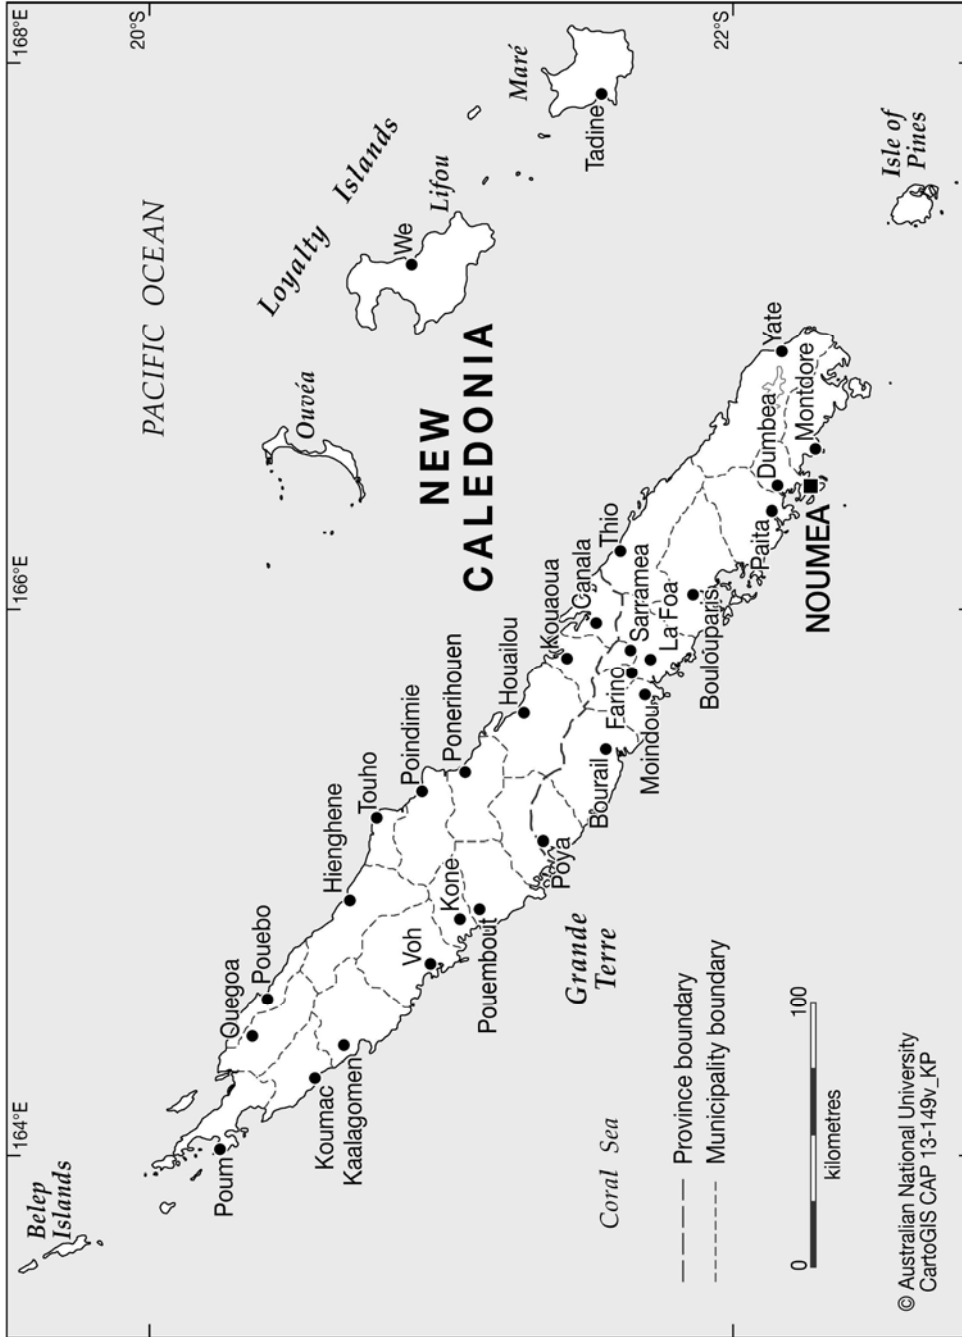 164°E
166°E
168°E
20°S
22°S
Belep
Islands
PACIFIC OCEAN
Loyalty Islands
Ouvéa
We
Lifou
Maré
Tadine
Isle of
Pines
NEW
CALEDONIA
Poum
Ouegoa
Pouebo
Koumac
Kaalagomen
Hienghene
Touho
Poindimie
Ponerihouen
Houailou
Kouaoua
Canala
Thio
Voh
Kone
Pouembout
Poya
Bourail
Farino
Moindou
Sarramea
La Foa
Boulouparis
Paita
Dumbea
Montdore
Yate
NOUMEA
Grande
Terre
Coral Sea
Province boundary
Municipality boundary
0
100
kilometres
© Australian National University
CartoGIS CAP 13-149v_KP